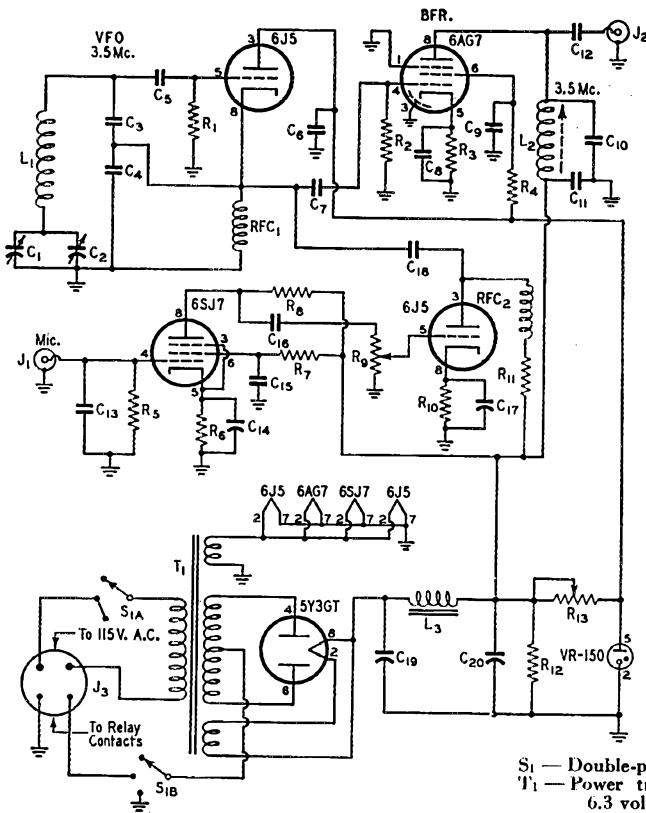 VFO
3.5 Mc.
6J5
3
5
8
C5
R1
C3
C4
L1
C1
C2
RFC1
C6
C7
BFR.
6AG7
8
1
4
3
6
5
R2
C8
R3
C9
R4
C12
J2
3.5 Mc.
L2
C10
C11
C18
6J5
3
5
8
RFC2
R11
R10
C17
R9
Mic.
J1
6SJ7
8
4
3
6
5
R8
C16
R7
C15
C13
R5
R6
C14
6J5 6AG7 6SJ7 6J5
2 7 2 7 2 7 2 7
T1
S1A
To 115 V. A.C.
J3
To Relay
Contacts
S1B
5Y3GT
4
8
2
6
L3
C19
C20
R12
R13
VR-150
5
2
S1 — Double-p
T1 — Power tr
6.3 vol